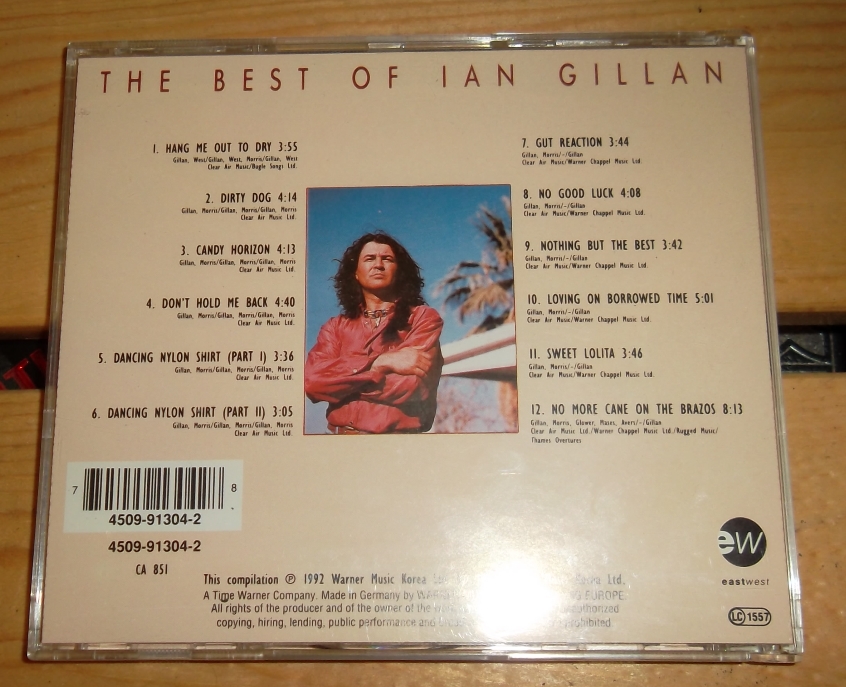 THE BEST OF IAN GILLAN
1. HANG ME OUT TO DRY 3:55
Gillan, West/Gillan, West, Morris/Gillan, West
Clear Air Music/Bugle Songs Ltd.
2. DIRTY DOG 4:14
Gillan, Morris/Gillan, Morris/Gillan, Morris
Clear Air Music Ltd.
3. CANDY HORIZON 4:13
Gillan, Morris/Gillan, Morris/Gillan, Morris
Clear Air Music Ltd.
4. DON'T HOLD ME BACK 4:40
Gillan, Morris/Gillan, Morris/Gillan, Morris
Clear Air Music Ltd.
5. DANCING NYLON SHIRT (PART I) 3:36
Gillan, Morris/Gillan, Morris/Gillan, Morris
Clear Air Music Ltd.
6. DANCING NYLON SHIRT (PART II) 3:05
Gillan, Morris/Gillan, Morris/Gillan, Morris
Clear Air Music Ltd.
7. GUT REACTION 3:44
Gillan, Morris/-/Gillan
Clear Air Music/Warner Chappel Music Ltd.
8. NO GOOD LUCK 4:08
Gillan, Morris/-/Gillan
Clear Air Music/Warner Chappel Music Ltd.
9. NOTHING BUT THE BEST 3:42
Gillan, Morris/-/Gillan
Clear Air Music/Warner Chappel Music Ltd.
10. LOVING ON BORROWED TIME 5:01
Gillan, Morris/-/Gillan
Clear Air Music/Warner Chappel Music Ltd.
11. SWEET LOLITA 3:46
Gillan, Morris/-/Gillan
Clear Air Music/Warner Chappel Music Ltd.
12. NO MORE CANE ON THE BRAZOS 8:13
Gillan, Morris, Glover, Moses, Avers/-/Gillan
Clear Air Music Ltd./Warner Chappel Music Ltd./Rugged Music/
Thames Overtures
7 8
4509-91304-2
4509-91304-2
CA 851
This compilation ℗ 1992 Warner Music Korea Ltd.
A Time Warner Company. Made in Germany by EUROPE.
All rights of the producer and of the owner of the
copying, hiring, lending, public performance and prohibited
ew
eastwest
LC 1557